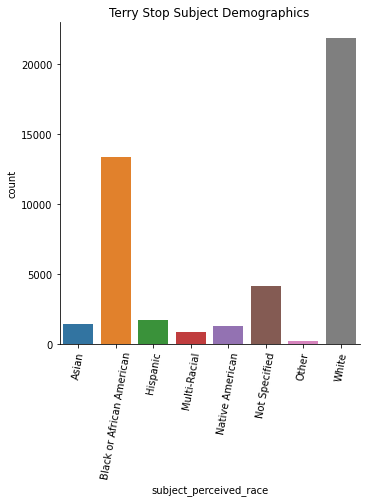 Terry Stop Subject Demographics
count
20000
15000
10000
5000
0
Asian
Black or African American
Hispanic
Multi-Racial
Native American
Not Specified
Other
White
subject_perceived_race